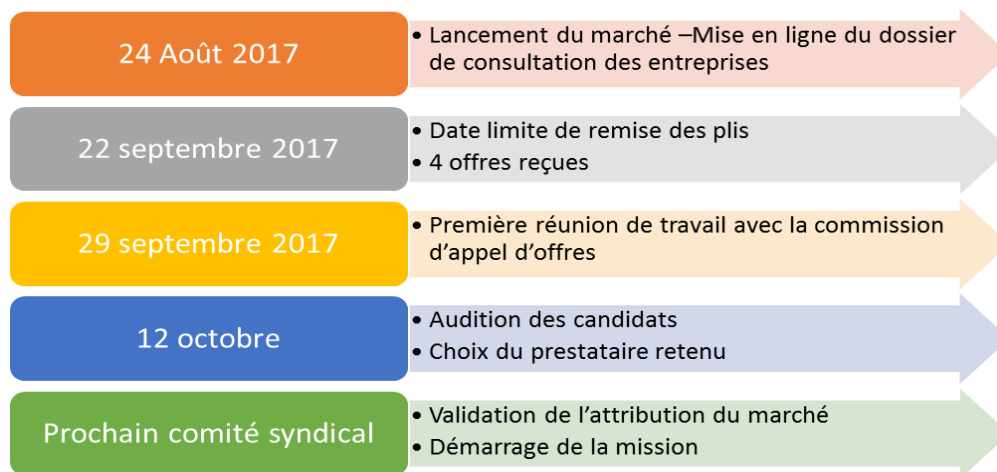 24 Août 2017
• Lancement du marché –Mise en ligne du dossier
de consultation des entreprises
22 septembre 2017
• Date limite de remise des plis
• 4 offres reçues
29 septembre 2017
• Première réunion de travail avec la commission
d’appel d’offres
12 octobre
• Audition des candidats
• Choix du prestataire retenu
Prochain comité syndical
• Validation de l’attribution du marché
• Démarrage de la mission